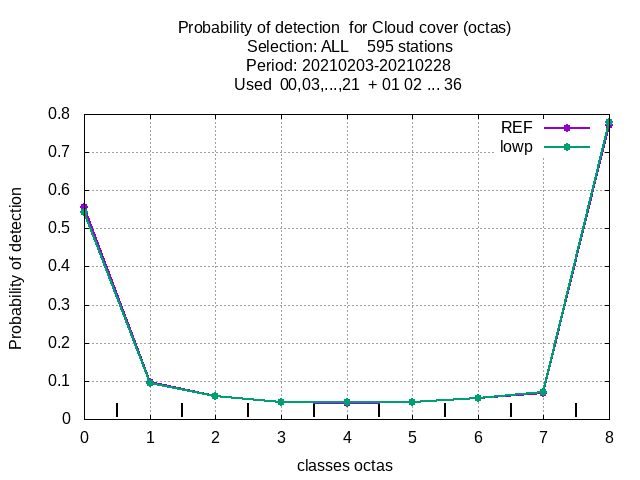 Probability of detection  for Cloud cover (octas)
Selection: ALL    595 stations
Period: 20210203-20210228
Used  00,03,...,21  + 01 02 ... 36
REF
lowp
Probability of detection
0.8
0.7
0.6
0.5
0.4
0.3
0.2
0.1
0
0 1 2 3 4 5 6 7 8
classes octas